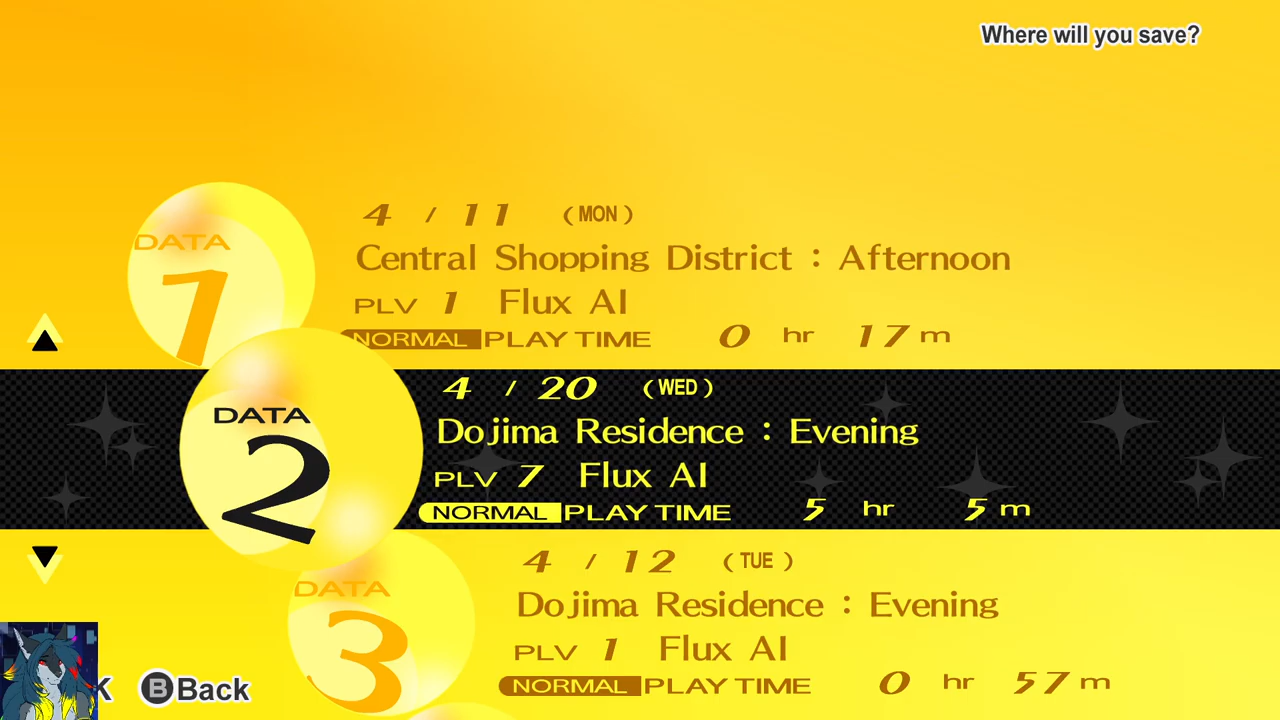 Where will you save?
4 / 11 (MON)
DATA
1
Central Shopping District : Afternoon
PLV 1 Flux AI
NORMAL PLAY TIME 0 hr 17 m
4 / 20 (WED)
DATA
2
Dojima Residence : Evening
PLV 7 Flux AI
NORMAL PLAY TIME 5 hr 5 m
4 / 12 (TUE)
DATA
3
Dojima Residence : Evening
PLV 1 Flux AI
NORMAL PLAY TIME 0 hr 57 m
K B Back